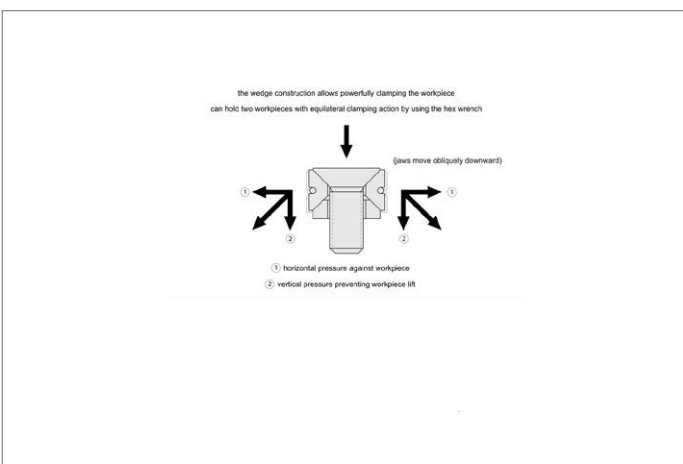 the wedge construction allows powerfully clamping the workpiece
can hold two workpieces with equilateral clamping action by using the hex wrench
(jaws move obliquely downward)
① ①
② ②
① horizontal pressure against workpiece
② vertical pressure preventing workpiece lift